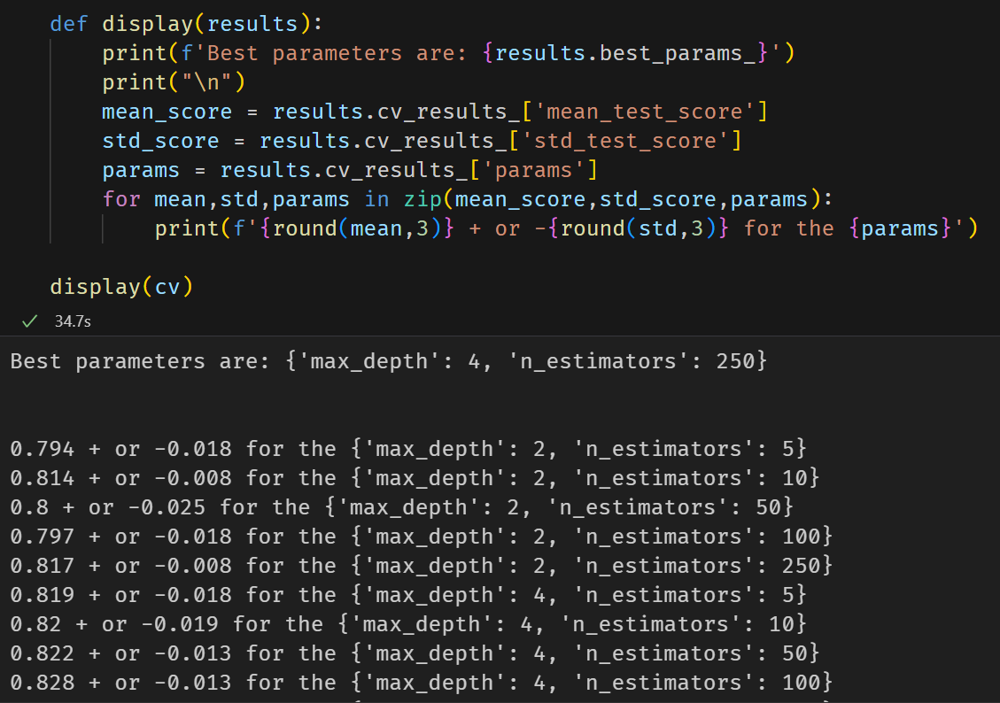 def display(results):
    print(f'Best parameters are: {results.best_params_}')
    print("\n")
    mean_score = results.cv_results_['mean_test_score']
    std_score = results.cv_results_['std_test_score']
    params = results.cv_results_['params']
    for mean,std,params in zip(mean_score,std_score,params):
        print(f'{round(mean,3)} + or -{round(std,3)} for the {params}')
display(cv)
34.7s
Best parameters are: {'max_depth': 4, 'n_estimators': 250}
0.794 + or -0.018 for the {'max_depth': 2, 'n_estimators': 5}
0.814 + or -0.008 for the {'max_depth': 2, 'n_estimators': 10}
0.8 + or -0.025 for the {'max_depth': 2, 'n_estimators': 50}
0.797 + or -0.018 for the {'max_depth': 2, 'n_estimators': 100}
0.817 + or -0.008 for the {'max_depth': 2, 'n_estimators': 250}
0.819 + or -0.018 for the {'max_depth': 4, 'n_estimators': 5}
0.82 + or -0.019 for the {'max_depth': 4, 'n_estimators': 10}
0.822 + or -0.013 for the {'max_depth': 4, 'n_estimators': 50}
0.828 + or -0.013 for the {'max_depth': 4, 'n_estimators': 100}